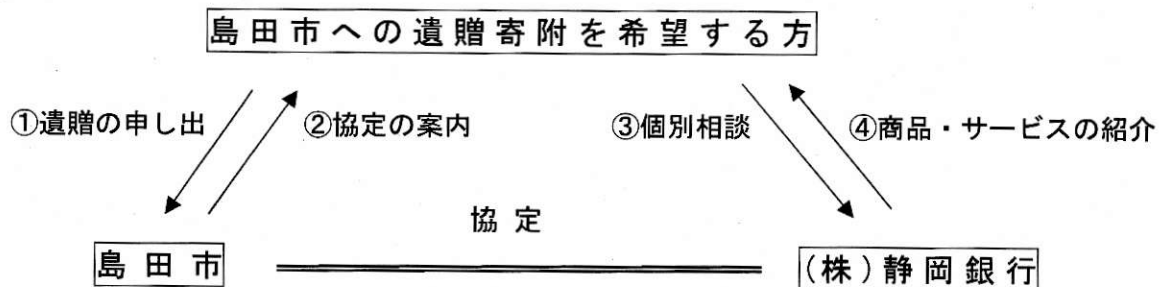 島田市への遺贈寄附を希望する方
①遺贈の申し出
②協定の案内
③個別相談
④商品・サービスの紹介
協定
島田市
(株)静岡銀行